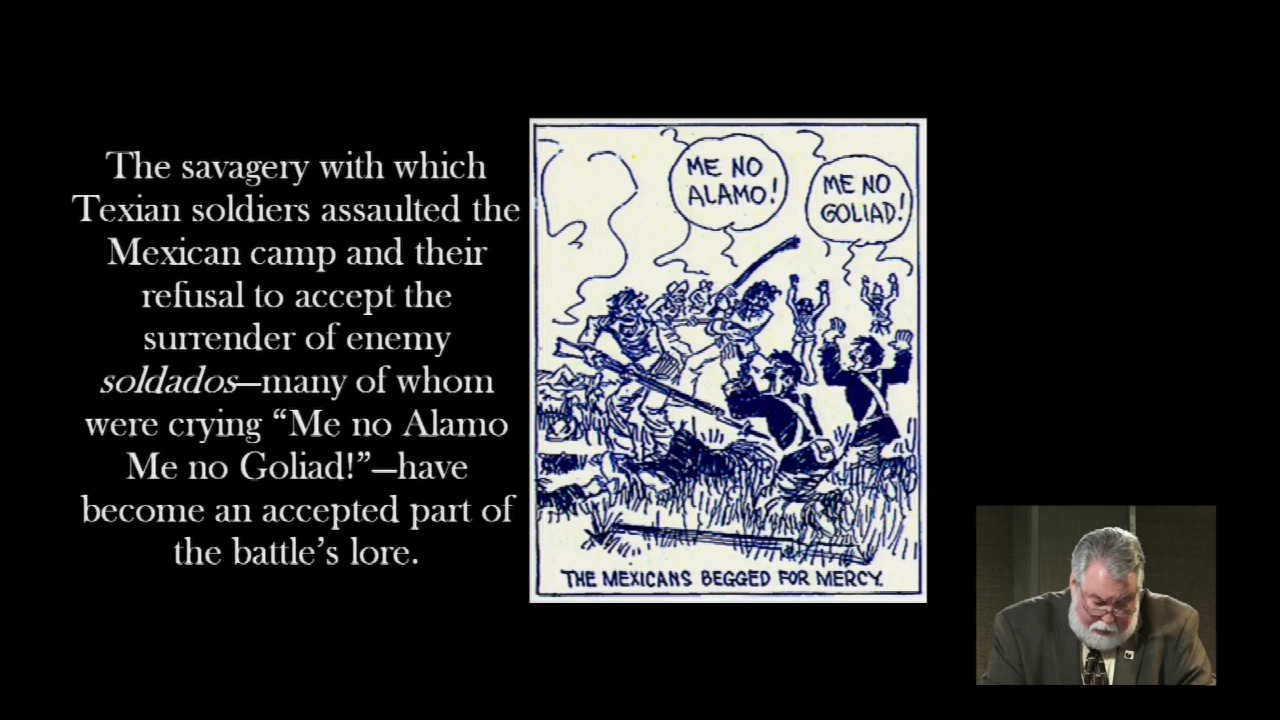 The savagery with which
Texian soldiers assaulted the
Mexican camp and their
refusal to accept the
surrender of enemy
soldados—many of whom
were crying “Me no Alamo
Me no Goliad!”—have
become an accepted part of
the battle’s lore.
ME NO
ALAMO!
ME NO
GOLIAD!
THE MEXICANS BEGGED FOR MERCY.